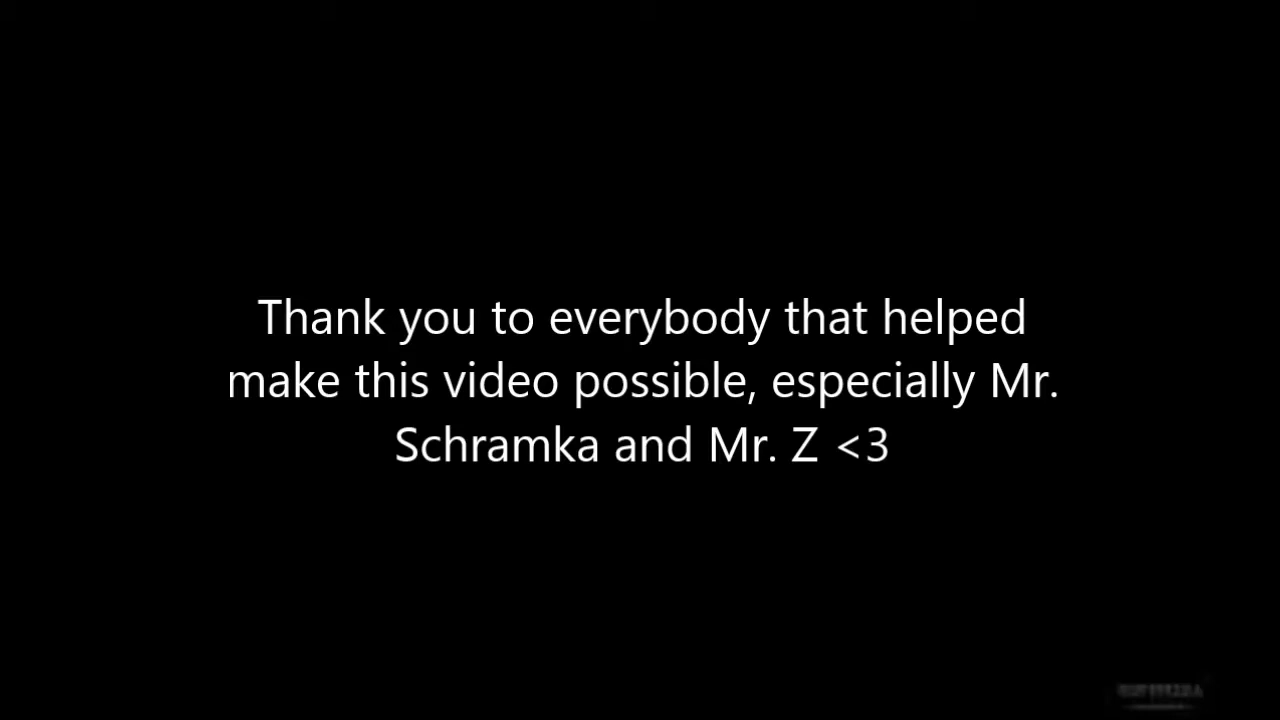 Thank you to everybody that helped
make this video possible, especially Mr.
Schramka and Mr. Z <3